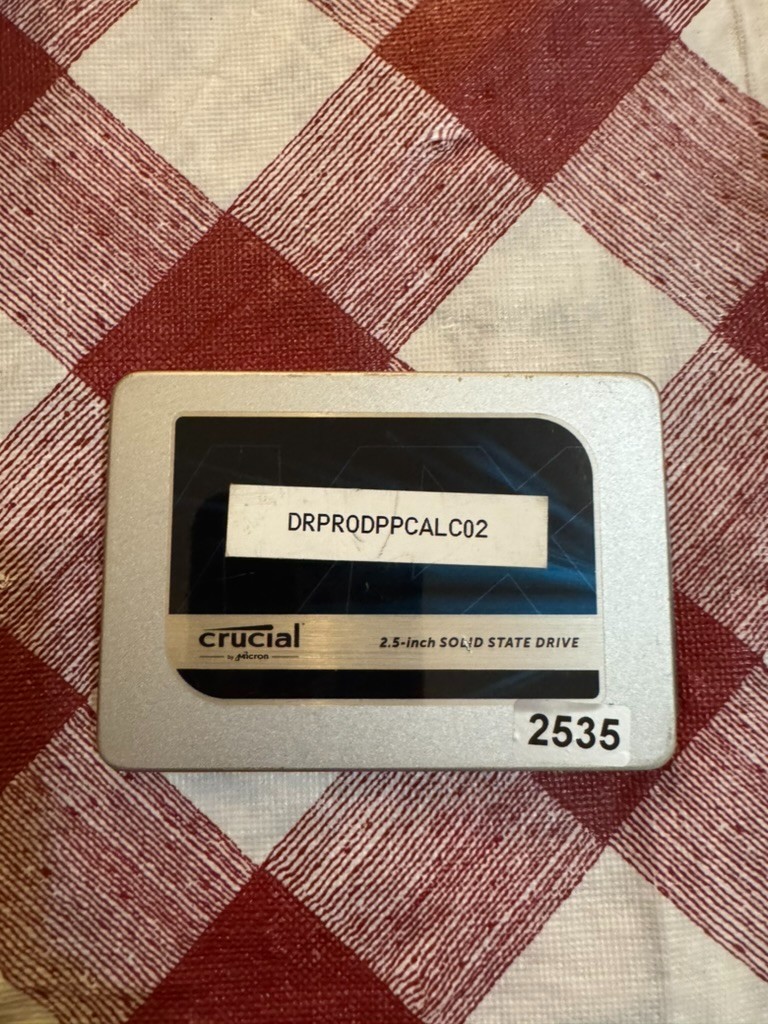 DRPRODPPCALC02
crucial
by Micron
2.5-inch SOLID STATE DRIVE
2535